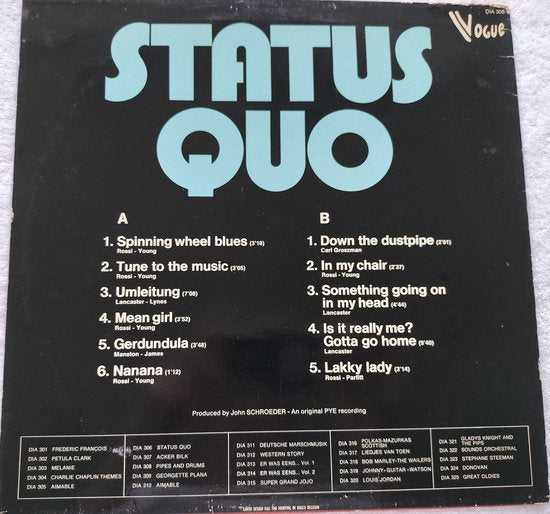 DIA 306
VOGUE
STATUS
QUO
A
1. Spinning wheel blues (3'18)
Rossi - Young
2. Tune to the music (3'05)
Rossi - Young
3. Umleitung (7'08)
Lancaster - Lynes
4. Mean girl (3'52)
Rossi - Young
5. Gerdundula (3'48)
Manston - James
6. Nanana (1'12)
Rossi - Young
B
1. Down the dustpipe (2'01)
Carl Groszman
2. In my chair (2'37)
Rossi - Young
3. Something going on
in my head (4'44)
Lancaster
4. Is it really me?
Gotta go home (9'40)
Lancaster
5. Lakky lady (3'14)
Rossi - Parfitt
Produced by John SCHROEDER - An original PYE recording
DIA 301 FREDERIC FRANÇOIS
DIA 302 PETULA CLARK
DIA 303 MELANIE
DIA 304 CHARLIE CHAPLIN THEMES
DIA 305 AIMABLE
DIA 306 STATUS QUO
DIA 307 ACKER BILK
DIA 308 PIPES AND DRUMS
DIA 309 GEORGETTE PLANA
DIA 310 AIMABLE
DIA 311 DEUTSCHE MARSCHMUSIK
DIA 312 WESTERN STORY
DIA 313 ER WAS EENS... Vol. 1
DIA 314 ER WAS EENS... Vol. 2
DIA 315 SUPER GRAND JOJO
DIA 316 POLKAS-MAZURKAS
SCOTTISH
DIA 317 LIEDJES VAN TOEN
DIA 318 BOB MARLEY-THE WAILERS
DIA 319 JOHNNY-GUITAR-WATSON
DIA 320 LOUIS JORDAN
DIA 321 GLADYS KNIGHT AND
THE PIPS
DIA 322 SOUNDS ORCHESTRAL
DIA 323 STEPHANE STEEMAN
DIA 324 DONOVAN
DIA 325 GREAT OLDIES
COVER DESIGN